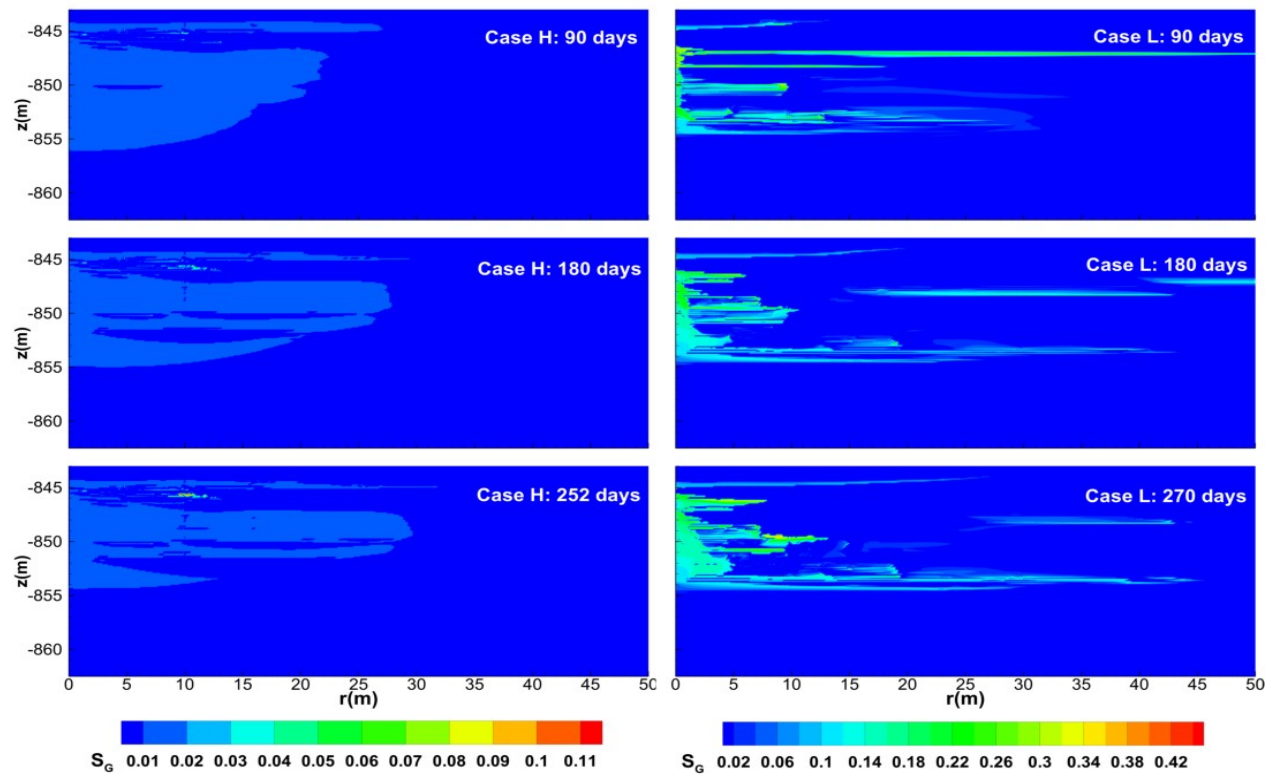 -845
-850
-855
-860
z(m)
Case H: 90 days
Case L: 90 days
-845
-850
-855
-860
z(m)
Case H: 180 days
Case L: 180 days
-845
-850
-855
-860
z(m)
Case H: 252 days
Case L: 270 days
0 5 10 15 20 25 30 35 40 45 50 0 5 10 15 20 25 30 35 40 45 50
r(m) r(m)
SG 0.01 0.02 0.03 0.04 0.05 0.06 0.07 0.08 0.09 0.1 0.11
SG 0.02 0.06 0.1 0.14 0.18 0.22 0.26 0.3 0.34 0.38 0.42